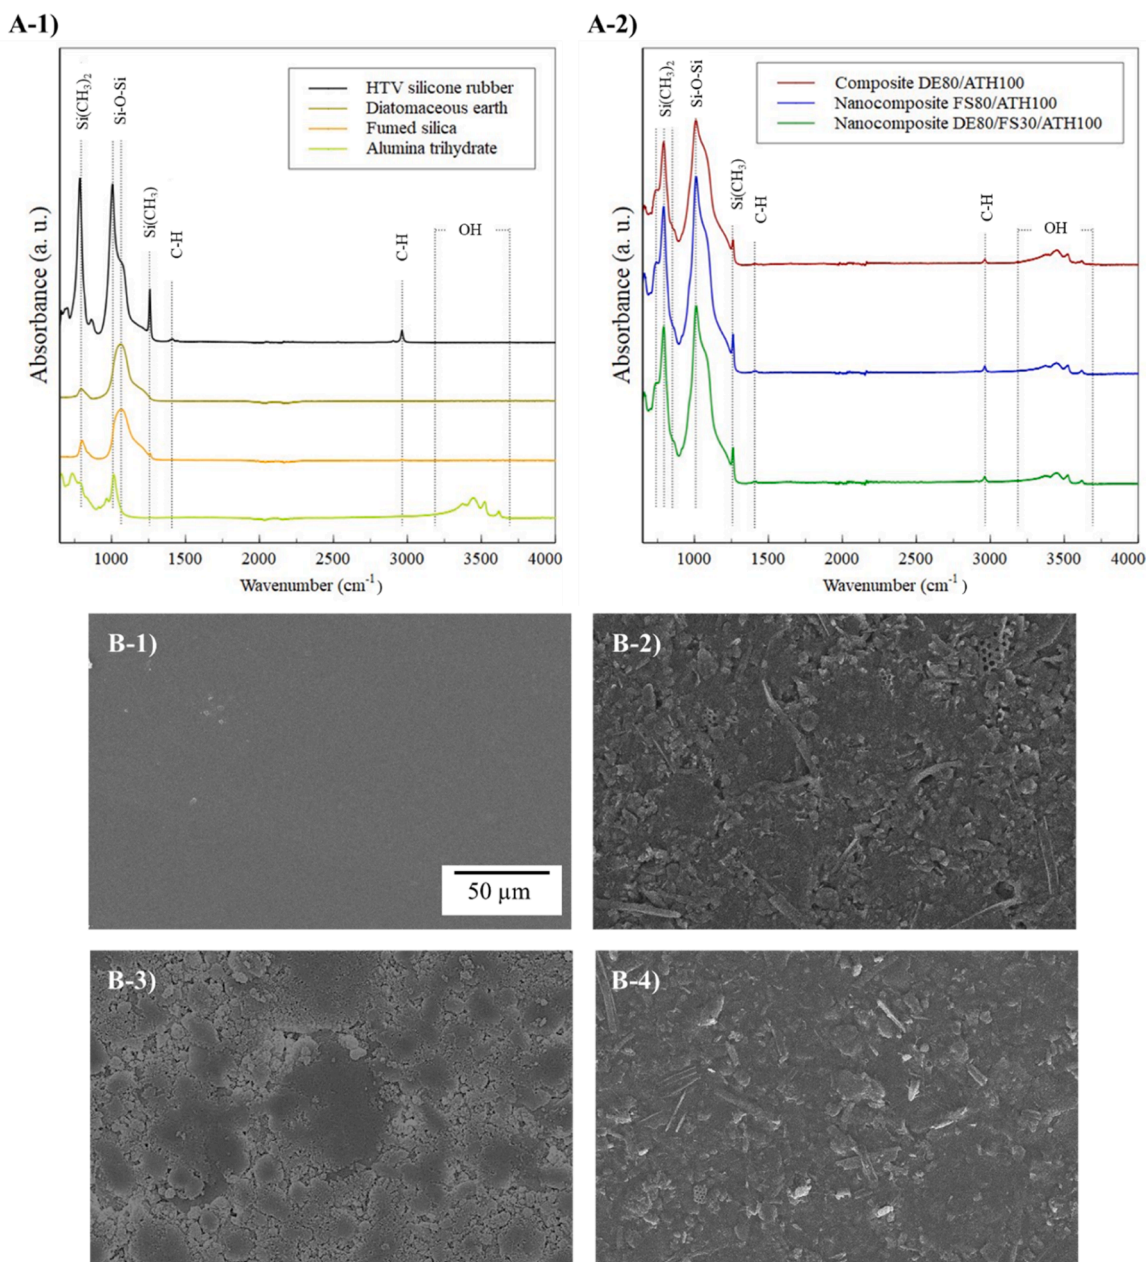 A-1)
A-2)
Si(CH3)2
Si-O-Si
Si(CH3)
C-H
C-H
OH
HTV silicone rubber
Diatomaceous earth
Fumed silica
Alumina trihydrate
Absorbance (a. u.)
1000 1500 2000 2500 3000 3500 4000
Wavenumber (cm-1)
Si(CH3)2
Si-O-Si
Si(CH3)
C-H
C-H
OH
Composite DE80/ATH100
Nanocomposite FS80/ATH100
Nanocomposite DE80/FS30/ATH100
Absorbance (a. u.)
1000 1500 2000 2500 3000 3500 4000
Wavenumber (cm-1)
B-1)
50 µm
B-2)
B-3)
B-4)